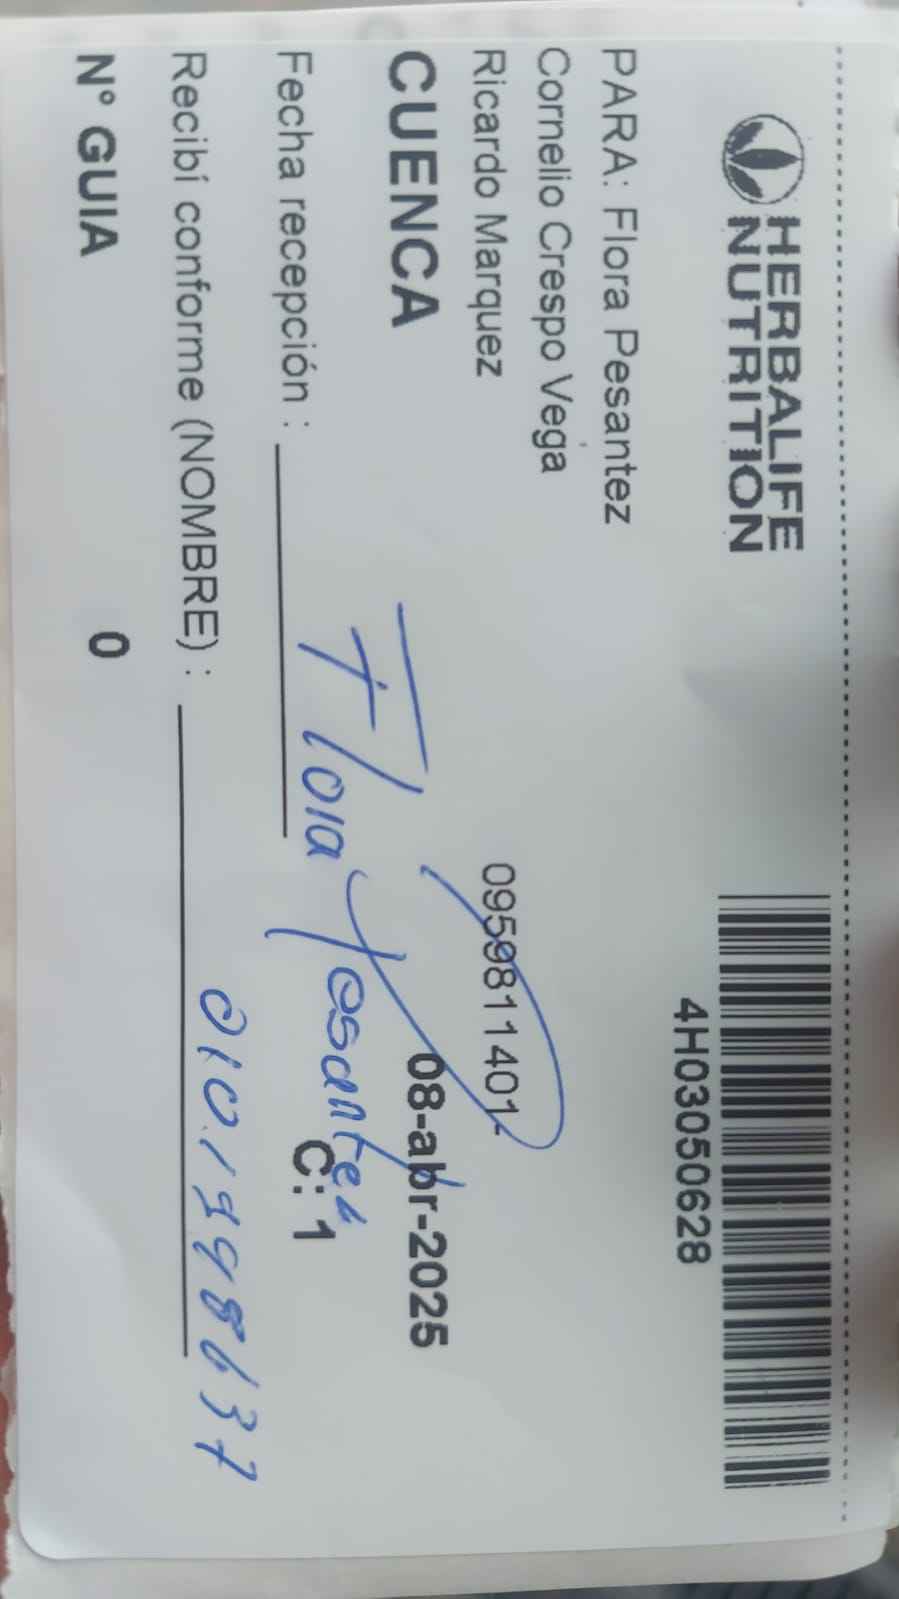 HERBALIFE
NUTRITION
4H03050628
PARA: Flora Pesantez
Cornelio Crespo Vega
Ricardo Marquez
0959811401-
CUENCA
08-abr-2025
Fecha recepción :
Flora Pesantez
C: 1
Recibí conforme (NOMBRE) :
N° GUIA
0